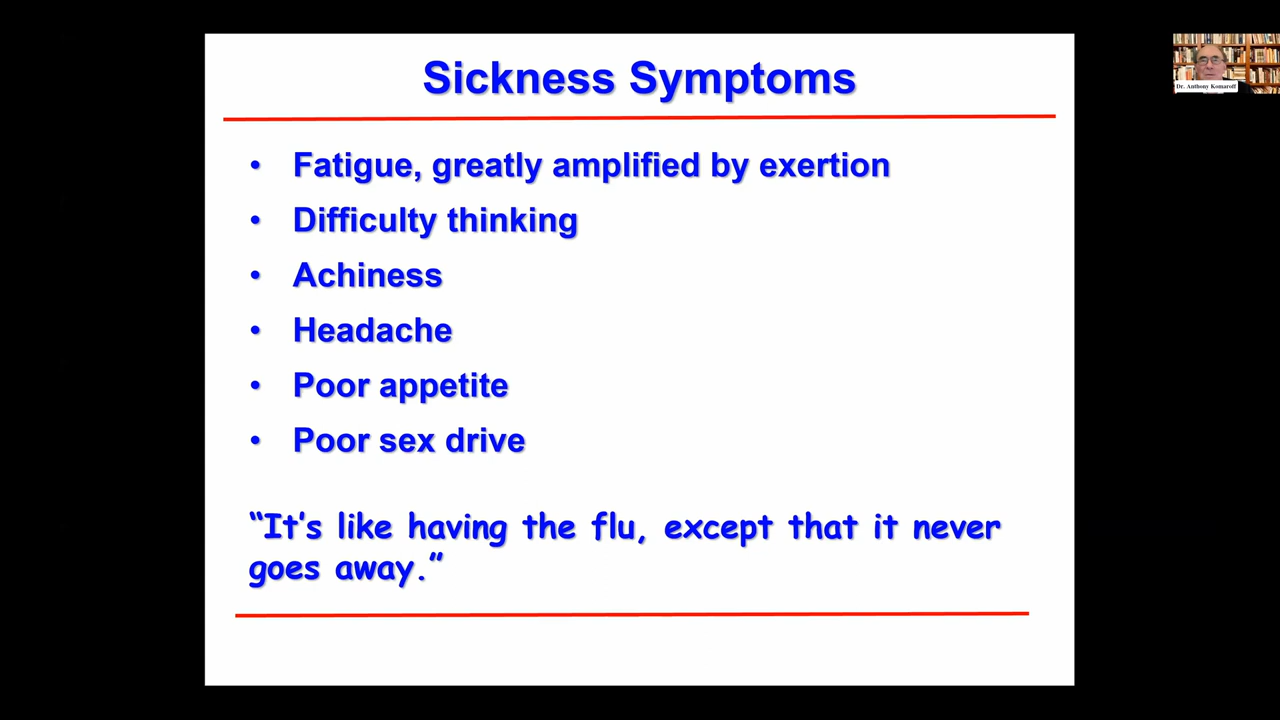 Sickness Symptoms
Dr. Anthony Komaroff
• Fatigue, greatly amplified by exertion
• Difficulty thinking
• Achiness
• Headache
• Poor appetite
• Poor sex drive
“It’s like having the flu, except that it never
goes away.”